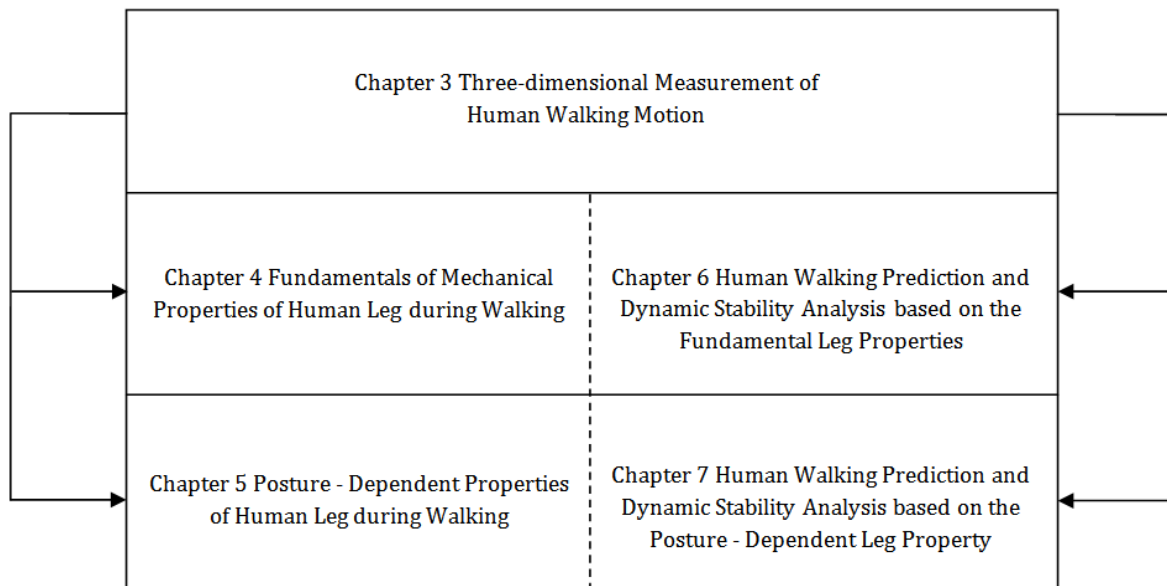 Chapter 3 Three-dimensional Measurement of
Human Walking Motion
Chapter 4 Fundamentals of Mechanical
Properties of Human Leg during Walking
Chapter 6 Human Walking Prediction and
Dynamic Stability Analysis based on the
Fundamental Leg Properties
Chapter 5 Posture - Dependent Properties
of Human Leg during Walking
Chapter 7 Human Walking Prediction and
Dynamic Stability Analysis based on the
Posture - Dependent Leg Property